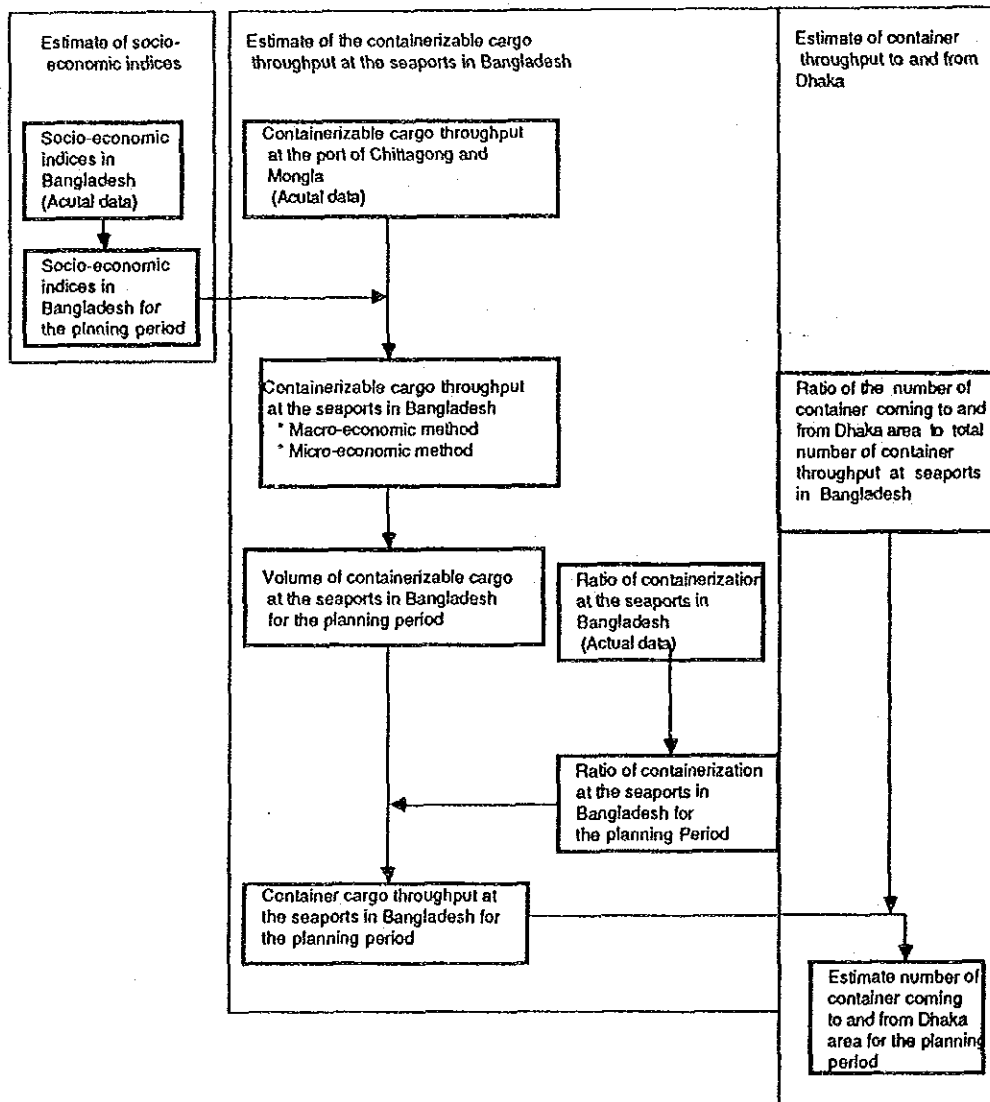 Estimate of socio-
economic indices
Socio-economic
indices in
Bangladesh
(Acutal data)
Socio-economic
indices in
Bangladesh for
the plnning period
Estimate of the containerizable cargo
throughput at the seaports in Bangladesh
Containerizable cargo throughput
at the port of Chittagong and
Mongla
(Acutal data)
Containerizable cargo throughput
at the seaports in Bangladesh
* Macro-economic method
* Micro-economic method
Volume of containerizable cargo
at the seaports in Bangladesh
for the planning period
Ratio of containerization
at the seaports in
Bangladesh
(Actual data)
Ratio of containerization
at the seaports in
Bangladesh for
the planning Period
Container cargo throughput at
the seaports in Bangladesh for
the planning period
Estimate of container
throughput to and from
Dhaka
Ratio of the number of
container coming to and
from Dhaka area to total
number of container
throughput at seaports
in Bangladesh
Estimate number of
container coming
to and from Dhaka
area for the planning
period